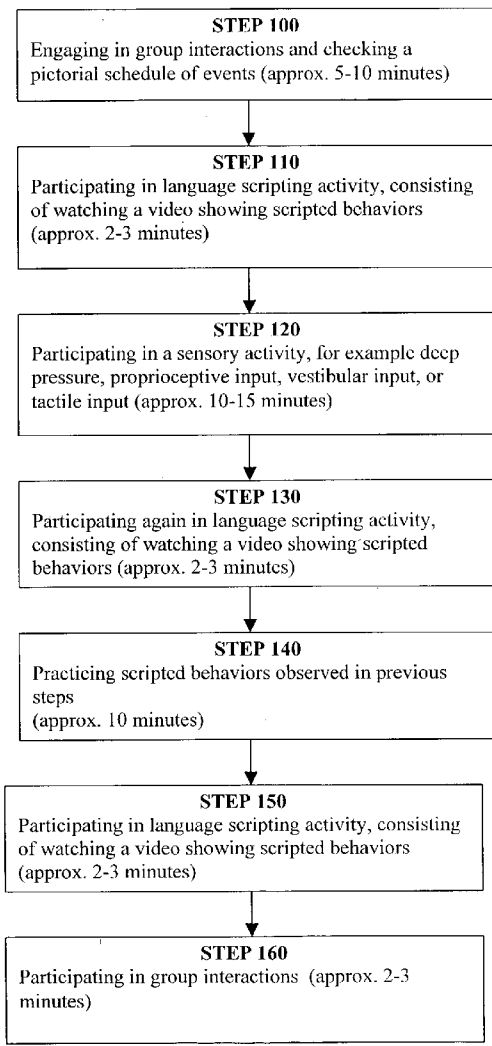 STEP 100
Engaging in group interactions and checking a
pictorial schedule of events (approx. 5-10 minutes)
STEP 110
Participating in language scripting activity, consisting
of watching a video showing scripted behaviors
(approx. 2-3 minutes)
STEP 120
Participating in a sensory activity, for example deep
pressure, proprioceptive input, vestibular input, or
tactile input (approx. 10-15 minutes)
STEP 130
Participating again in language scripting activity,
consisting of watching a video showing scripted
behaviors (approx. 2-3 minutes)
STEP 140
Practicing scripted behaviors observed in previous
steps
(approx. 10 minutes)
STEP 150
Participating in language scripting activity, consisting
of watching a video showing scripted behaviors
(approx. 2-3 minutes)
STEP 160
Participating in group interactions (approx. 2-3
minutes)